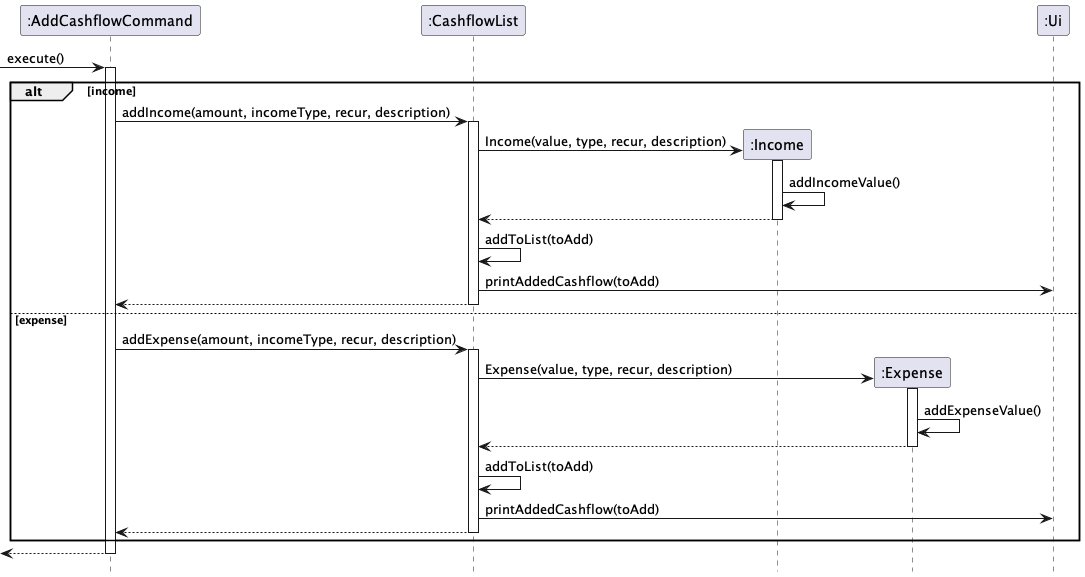 :AddCashflowCommand
:CashflowList
:Ui
execute()
alt
[income]
addIncome(amount, incomeType, recur, description)
Income(value, type, recur, description)
:Income
addIncomeValue()
addToList(toAdd)
printAddedCashflow(toAdd)
[expense]
addExpense(amount, incomeType, recur, description)
Expense(value, type, recur, description)
:Expense
addExpenseValue()
addToList(toAdd)
printAddedCashflow(toAdd)